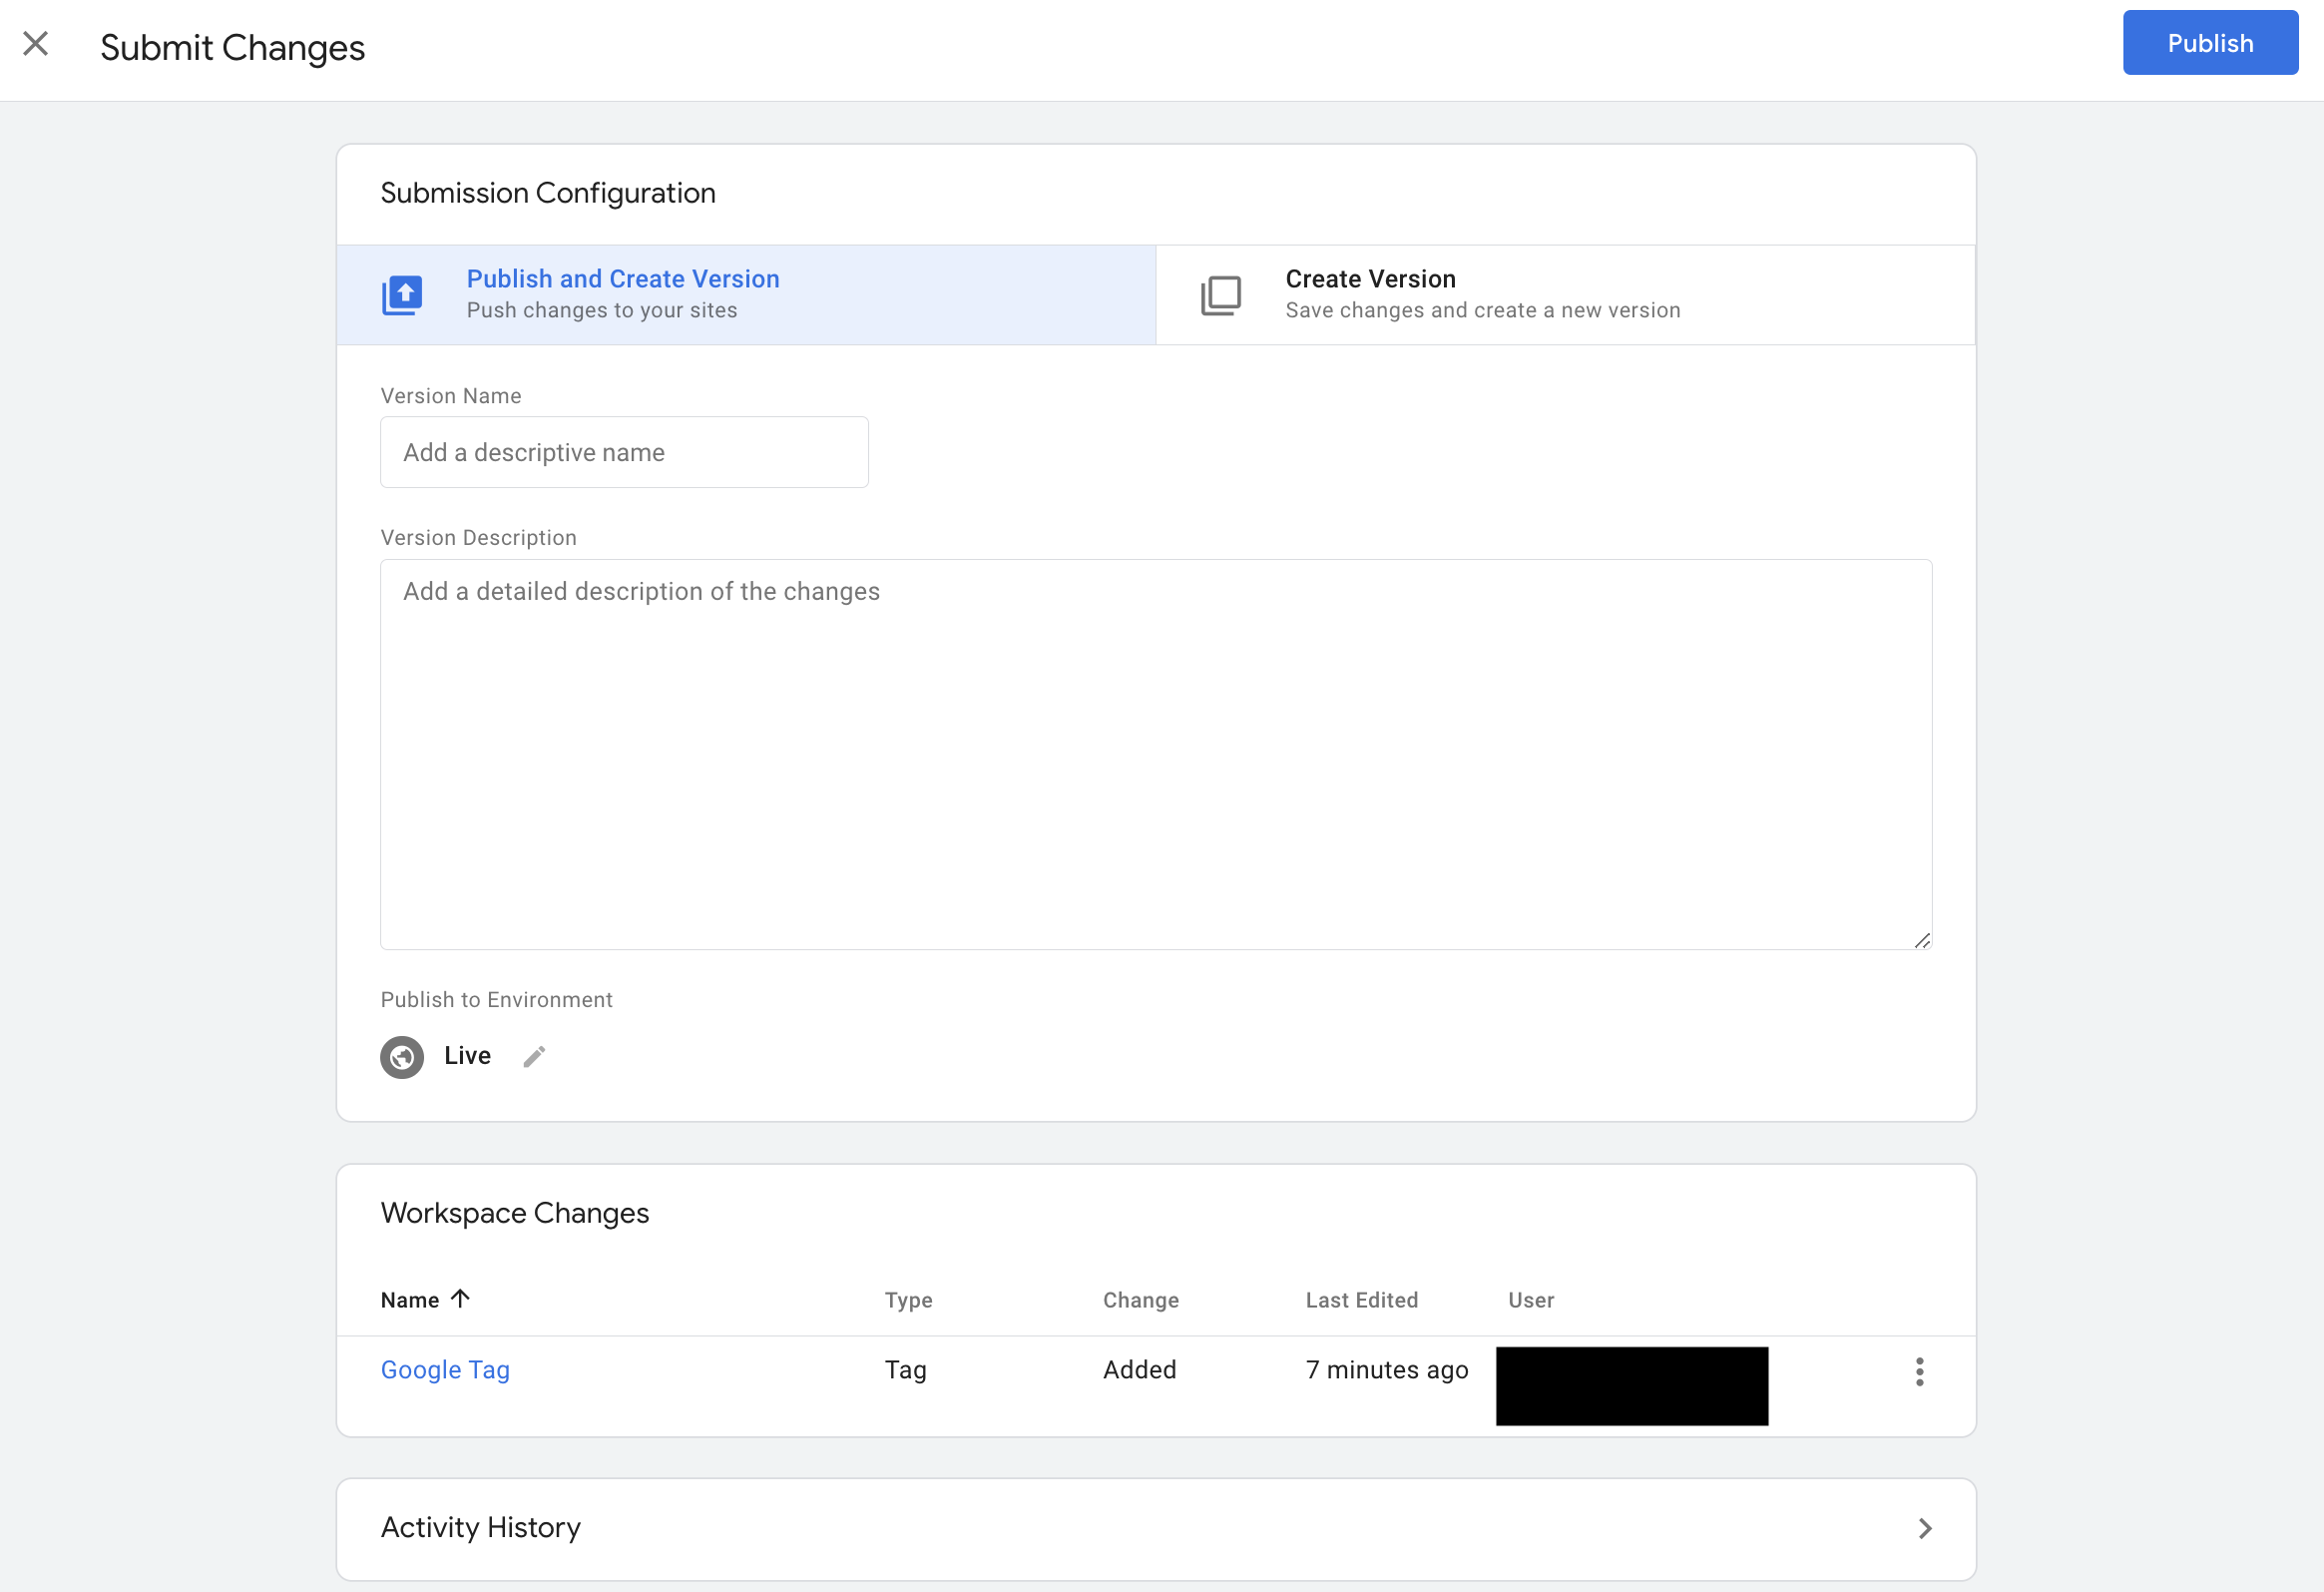 Submit Changes
Publish
Submission Configuration
Publish and Create Version
Push changes to your sites
Create Version
Save changes and create a new version
Version Name
Add a descriptive name
Version Description
Add a detailed description of the changes
Publish to Environment
Live
Workspace Changes
Name Type Change Last Edited User
Google Tag Tag Added 7 minutes ago
Activity History